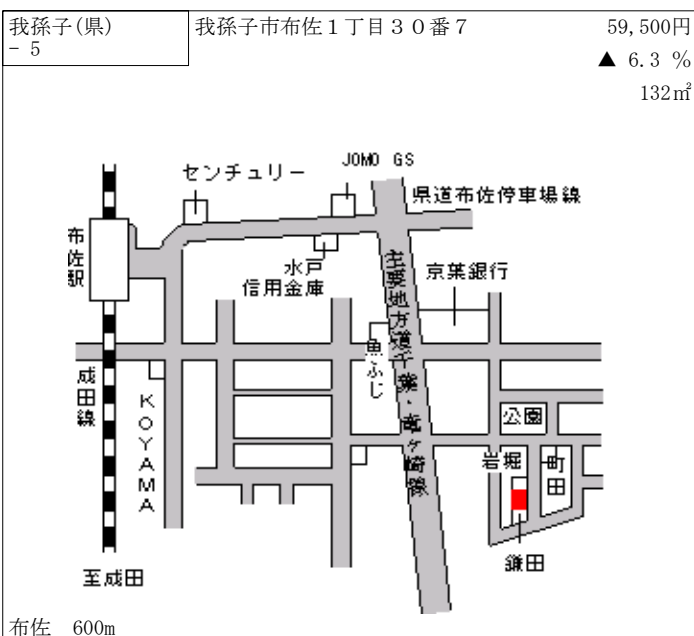 我孫子(県)
- 5
我孫子市布佐１丁目３０番７
59,500円
▲ 6.3 %
132㎡
センチュリー
JOMO GS
県道布佐停車場線
布佐駅
水戸
信用金庫
京葉銀行
主要地方道千葉・竜ヶ崎線
魚ふじ
成田線
KOYAMA
公園
岩堀
町田
鎌田
至成田
布佐 600m